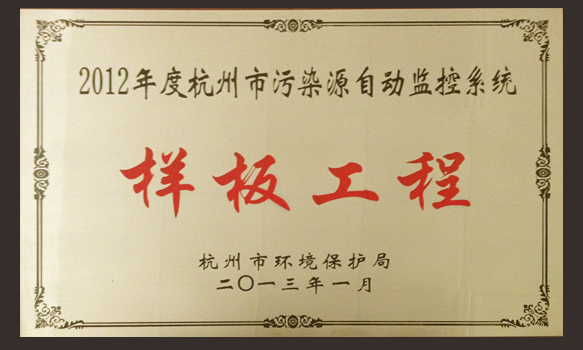 2012年度杭州市污染源自动监控系统
样板工程
杭州市环境保护局
二〇一三年一月